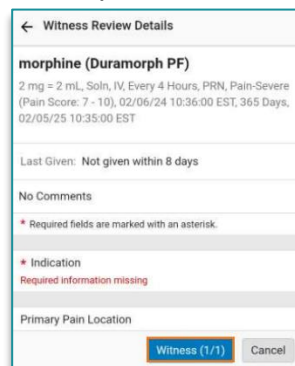 ← Witness Review Details
morphine (Duramorph PF)
2 mg = 2 mL, Soln, IV, Every 4 Hours, PRN, Pain-Severe
(Pain Score: 7 - 10), 02/06/24 10:36:00 EST, 365 Days,
02/05/25 10:35:00 EST
Last Given: Not given within 8 days
No Comments
* Required fields are marked with an asterisk.
* Indication
Required information missing
Primary Pain Location
Witness (1/1) Cancel